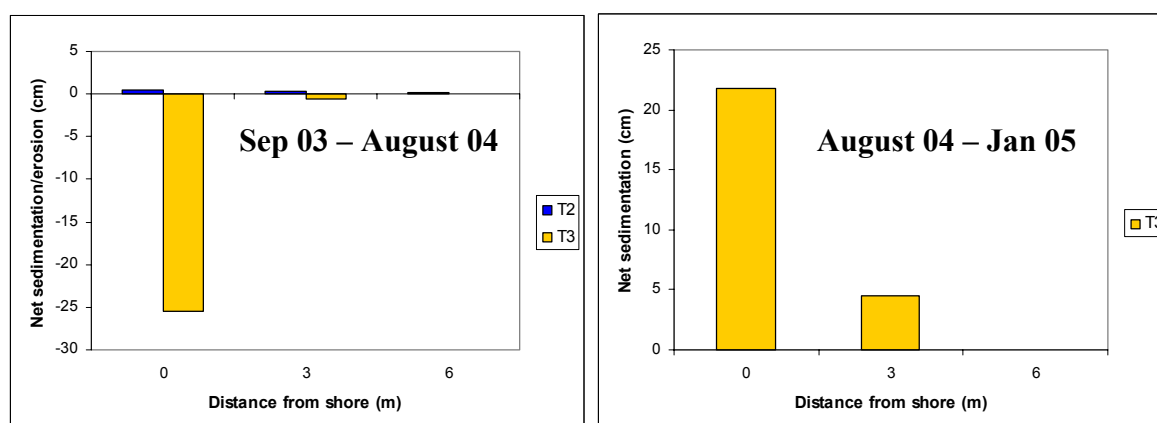 5
0
-5
-10
-15
-20
-25
-30
Net sedimentation/erosion (cm)
Sep 03 – August 04
0 3 6
Distance from shore (m)
T2
T3
25
20
15
10
5
0
Net sedimentation (cm)
August 04 – Jan 05
0 3 6
Distance from shore (m)
T3